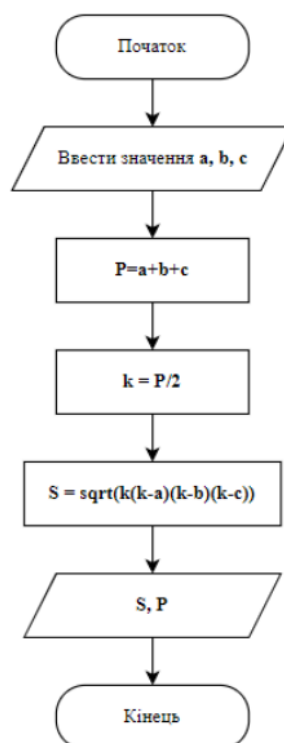 Початок
Ввести значення a, b, c
P=a+b+c
k = P/2
S = sqrt(k(k-a)(k-b)(k-c))
S, P
Кінець